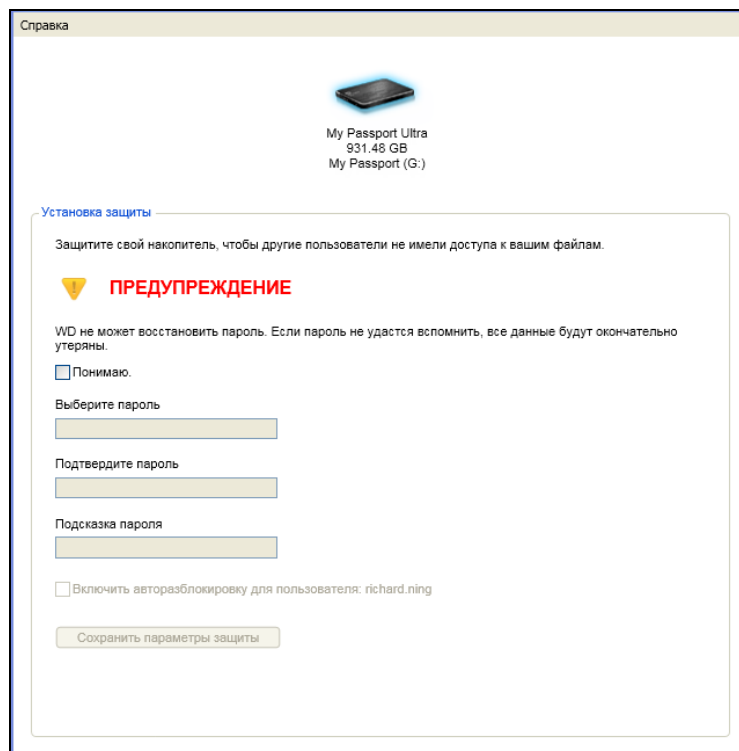 Справка
My Passport Ultra
931.48 GB
My Passport (G:)
Установка защиты
Защитите свой накопитель, чтобы другие пользователи не имели доступа к вашим файлам.
ПРЕДУПРЕЖДЕНИЕ
WD не может восстановить пароль. Если пароль не удастся вспомнить, все данные будут окончательно
утеряны.
Понимаю.
Выберите пароль
Подтвердите пароль
Подсказка пароля
Включить авторазблокировку для пользователя: richard.ning
Сохранить параметры защиты